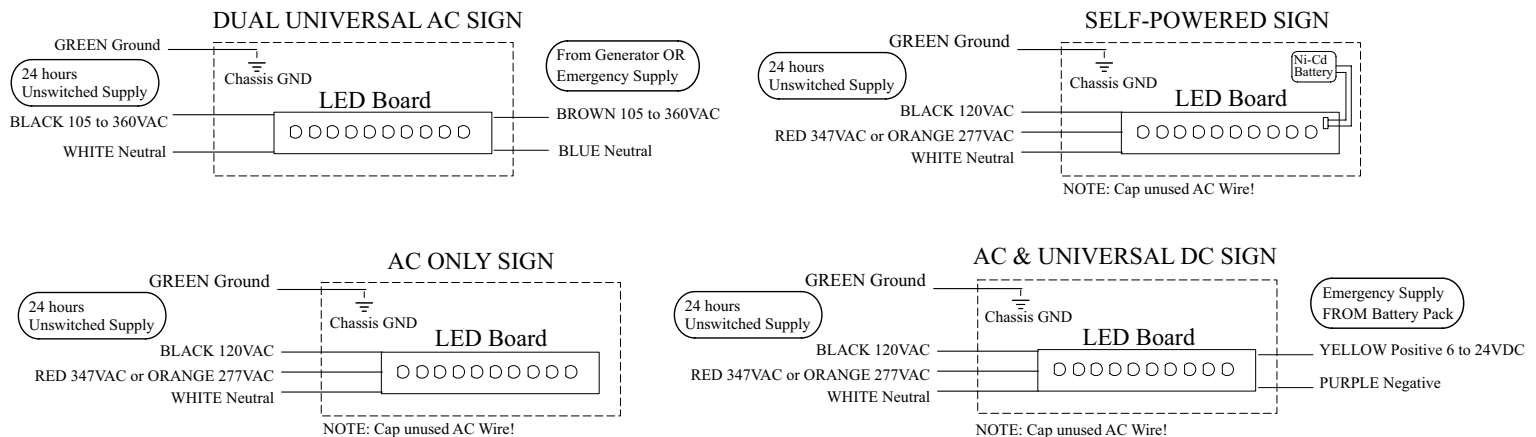 DUAL UNIVERSAL AC SIGN
GREEN Ground
24 hours
Unswitched Supply
Chassis GND
From Generator OR
Emergency Supply
LED Board
BLACK 105 to 360VAC
BROWN 105 to 360VAC
WHITE Neutral
BLUE Neutral
SELF-POWERED SIGN
GREEN Ground
24 hours
Unswitched Supply
Chassis GND
Ni-Cd
Battery
LED Board
BLACK 120VAC
RED 347VAC or ORANGE 277VAC
WHITE Neutral
NOTE: Cap unused AC Wire!
AC ONLY SIGN
GREEN Ground
24 hours
Unswitched Supply
Chassis GND
LED Board
BLACK 120VAC
RED 347VAC or ORANGE 277VAC
WHITE Neutral
NOTE: Cap unused AC Wire!
AC & UNIVERSAL DC SIGN
GREEN Ground
24 hours
Unswitched Supply
Chassis GND
Emergency Supply
FROM Battery Pack
LED Board
BLACK 120VAC
YELLOW Positive 6 to 24VDC
RED 347VAC or ORANGE 277VAC
PURPLE Negative
WHITE Neutral
NOTE: Cap unused AC Wire!